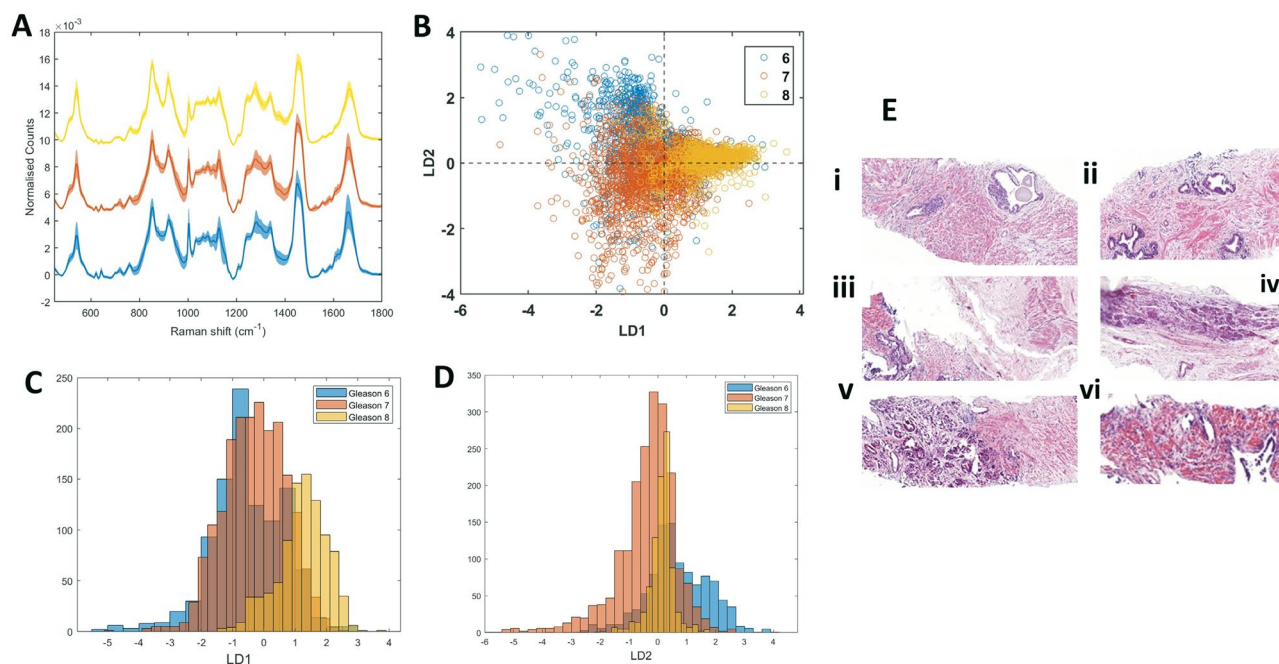 A
×10⁻³
18
16
14
12
10
8
6
4
2
0
-2
Normalised Counts
600 800 1000 1200 1400 1600 1800
Raman shift (cm⁻¹)
B
4
2
0
-2
-4
LD2
-6 -4 -2 0 2 4
LD1
6
7
8
C
250
200
150
100
50
0
-5 -4 -3 -2 -1 0 1 2 3 4
LD1
Gleason 6
Gleason 7
Gleason 8
D
350
300
250
200
150
100
50
0
-6 -5 -4 -3 -2 -1 0 1 2 3 4
LD2
Gleason 6
Gleason 7
Gleason 8
E
i
ii
iii
iv
v
vi